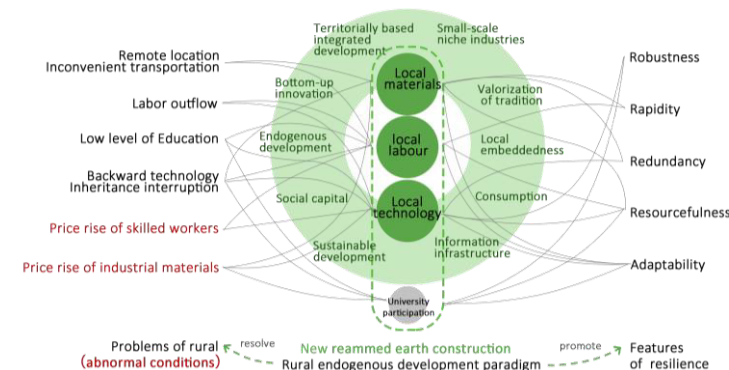 Remote location
Inconvenient transportation
Labor outflow
Low level of Education
Backward technology
Inheritance interruption
Price rise of skilled workers
Price rise of industrial materials
Territorially based
integrated
development
Small-scale
niche industries
Bottom-up
innovation
Valorization
of tradition
Endogenous
development
Local
embeddedness
Social capital
Consumption
Sustainable
development
Information
infrastructure
Local
materials
local
labour
Local
technology
University
participation
Robustness
Rapidity
Redundancy
Resourcefulness
Adaptability
Problems of rural
(abnormal conditions)
resolve
New reammed earth construction
Rural endogenous development paradigm
promote
Features
of resilience